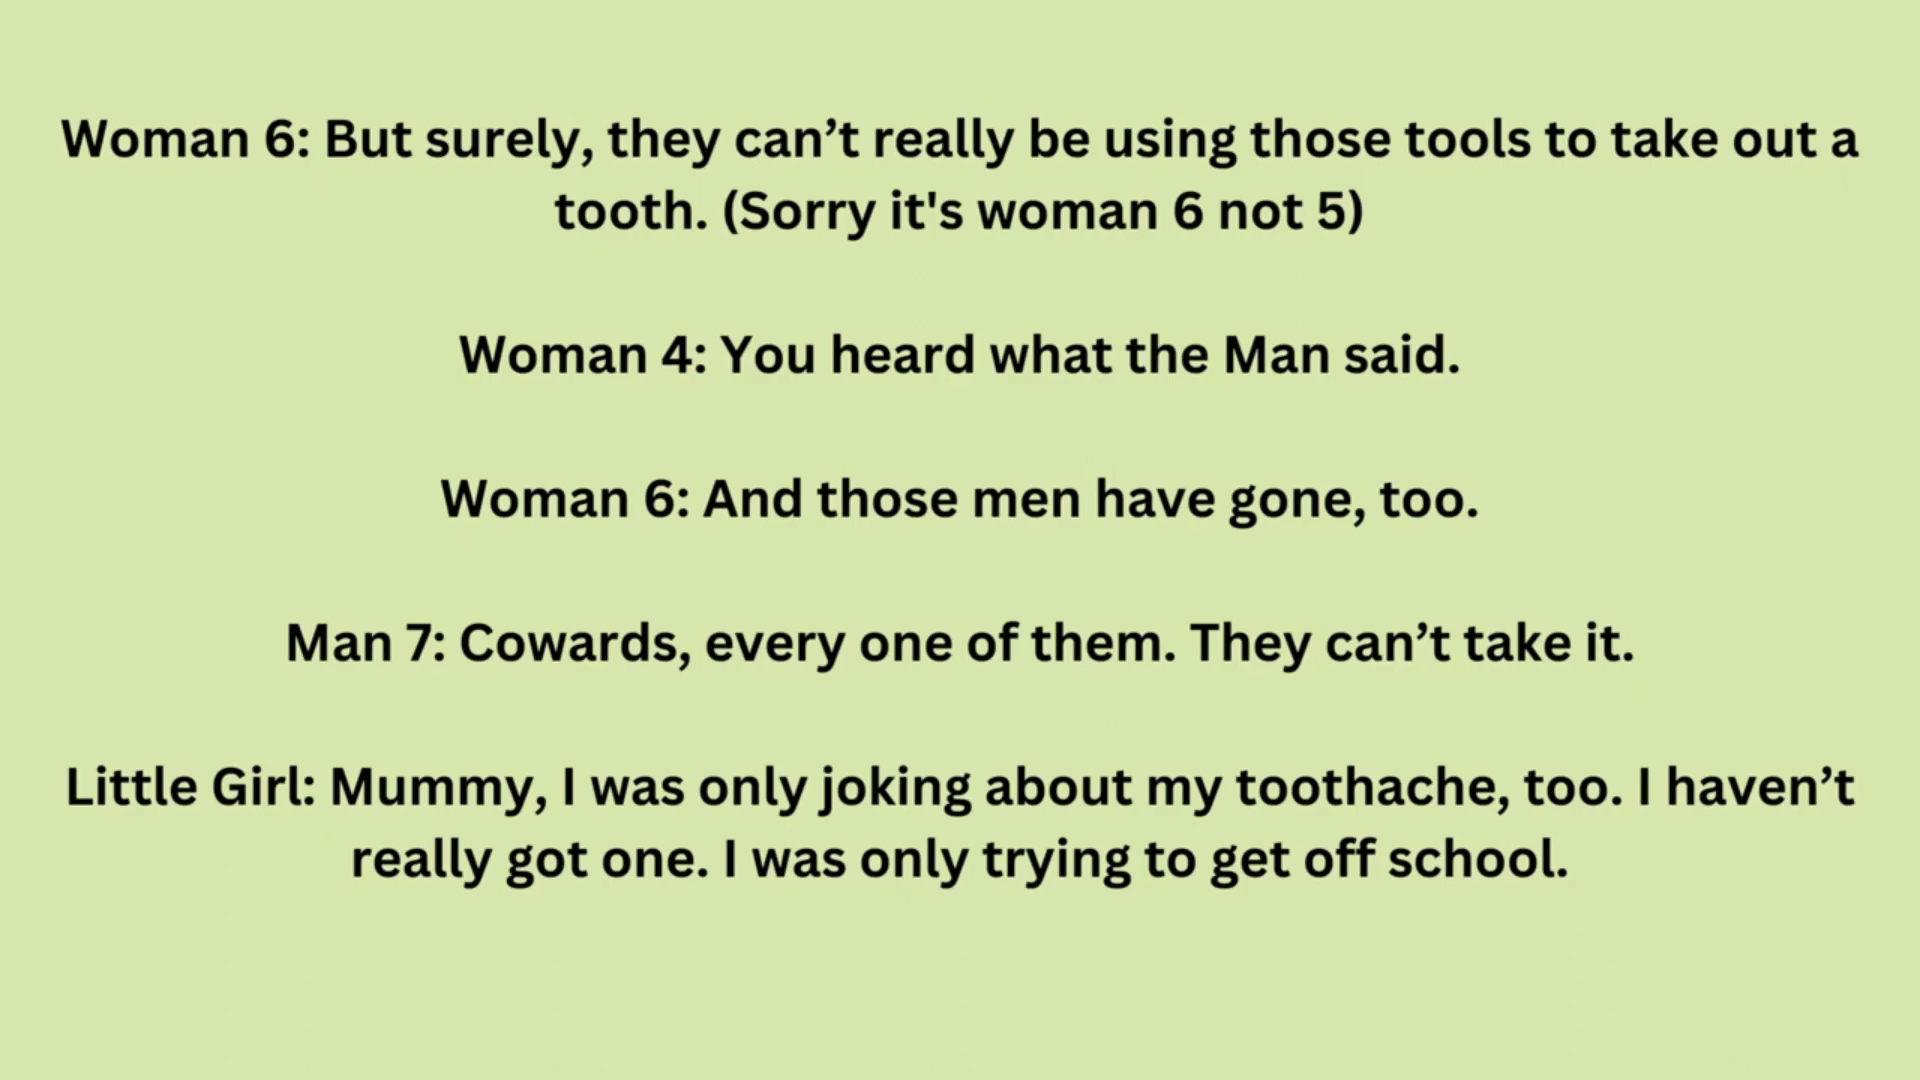 Woman 6: But surely, they can’t really be using those tools to take out a
tooth. (Sorry it's woman 6 not 5)
Woman 4: You heard what the Man said.
Woman 6: And those men have gone, too.
Man 7: Cowards, every one of them. They can’t take it.
Little Girl: Mummy, I was only joking about my toothache, too. I haven’t
really got one. I was only trying to get off school.